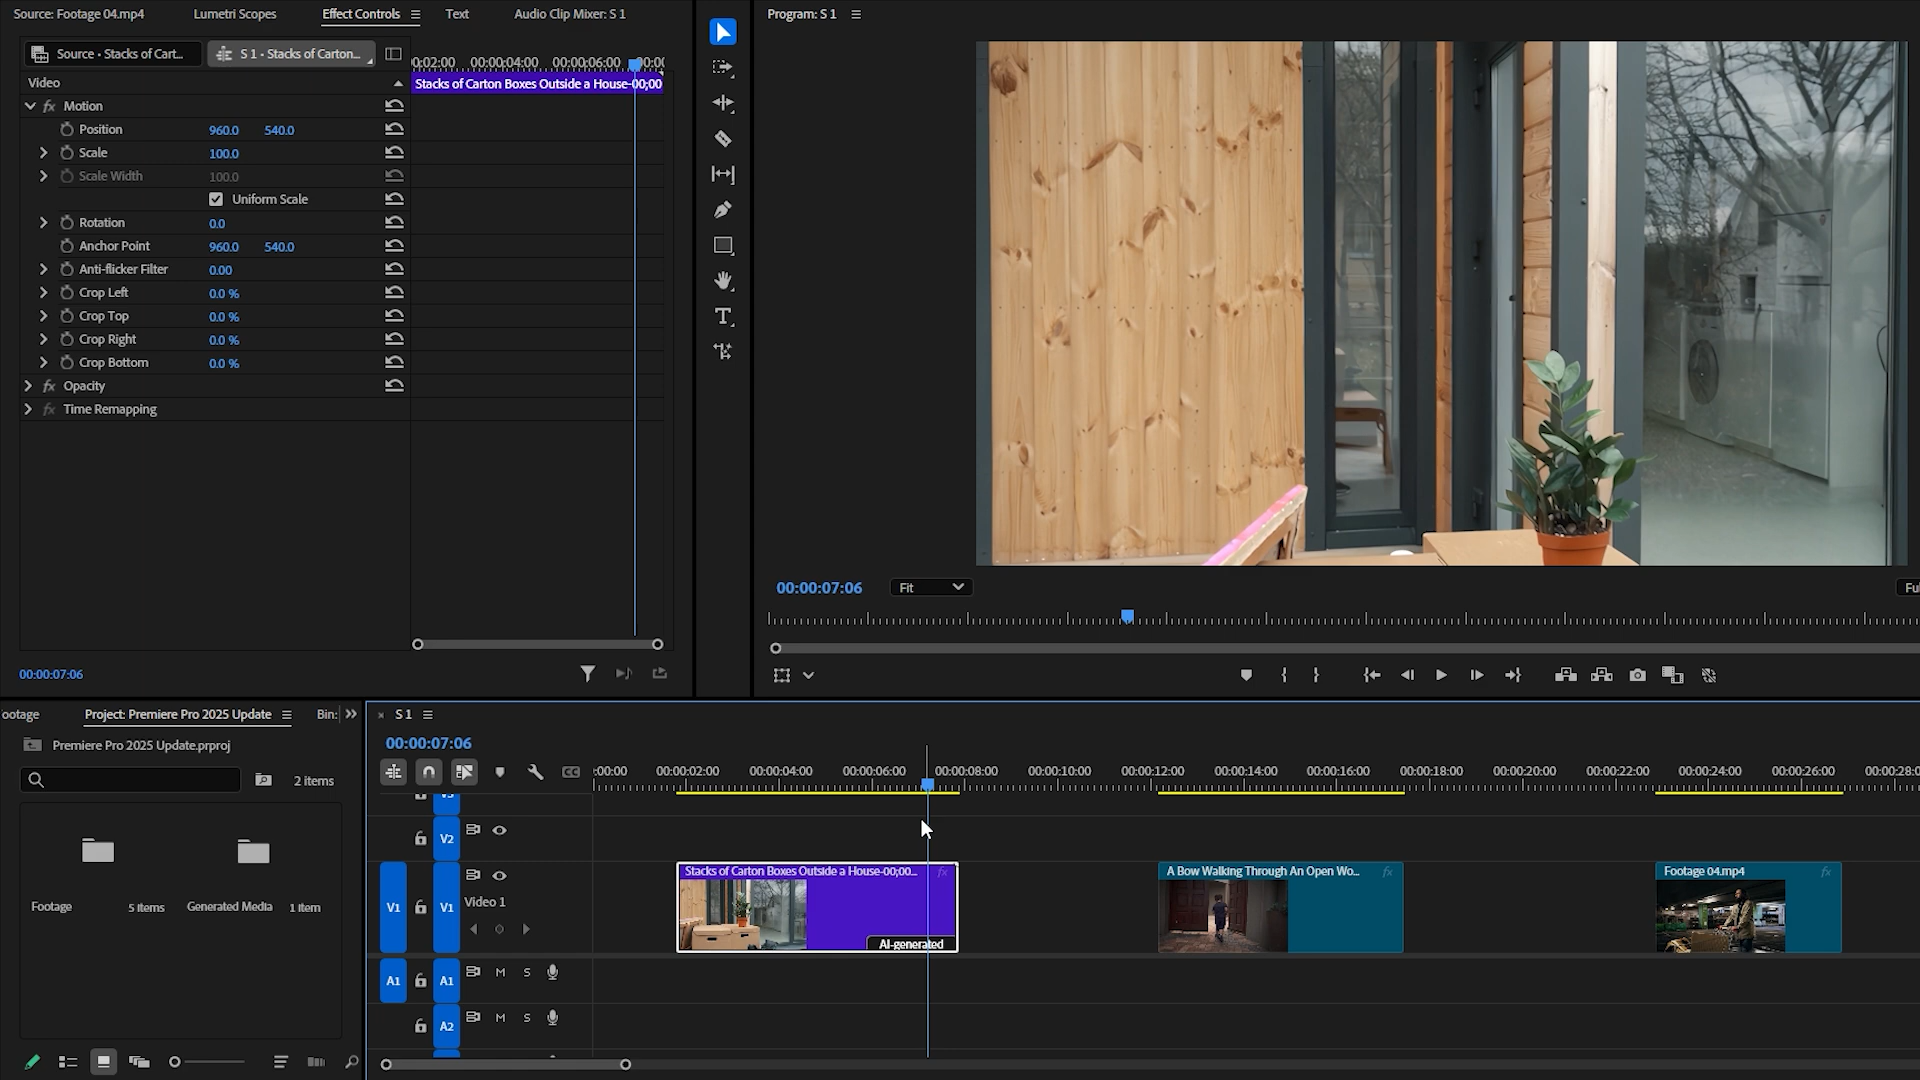 Source: Footage 04.mp4
Lumetri Scopes
Effect Controls
Text
Audio Clip Mixer: S 1
Program: S 1
Source • Stacks of Cart...
S 1 • Stacks of Carton...
0:02:00
00:00:04:00
00:00:06:00
00:00
Video
Stacks of Carton Boxes Outside a House-00;00
fx Motion
Position 960.0 540.0
Scale 100.0
Scale Width 100.0
Uniform Scale
Rotation 0.0
Anchor Point 960.0 540.0
Anti-flicker Filter 0.00
Crop Left 0.0 %
Crop Top 0.0 %
Crop Right 0.0 %
Crop Bottom 0.0 %
fx Opacity
fx Time Remapping
00:00:07:06
Fit
Fu
00:00:07:06
ootage
Project: Premiere Pro 2025 Update
Bin:
S 1
Premiere Pro 2025 Update.prproj
00:00:07:06
2 items
CC
:00:00
00:00:02:00
00:00:04:00
00:00:06:00
00:00:08:00
00:00:10:00
00:00:12:00
00:00:14:00
00:00:16:00
00:00:18:00
00:00:20:00
00:00:22:00
00:00:24:00
00:00:26:00
00:00:28:0
V3
V2
Stacks of Carton Boxes Outside a House-00;00... fx
A Bow Walking Through An Open Wo... fx
Footage 04.mp4 fx
V1
V1
Video 1
AI-generated
Footage 5 items
Generated Media 1 item
A1
A1
M
S
A2
M
S